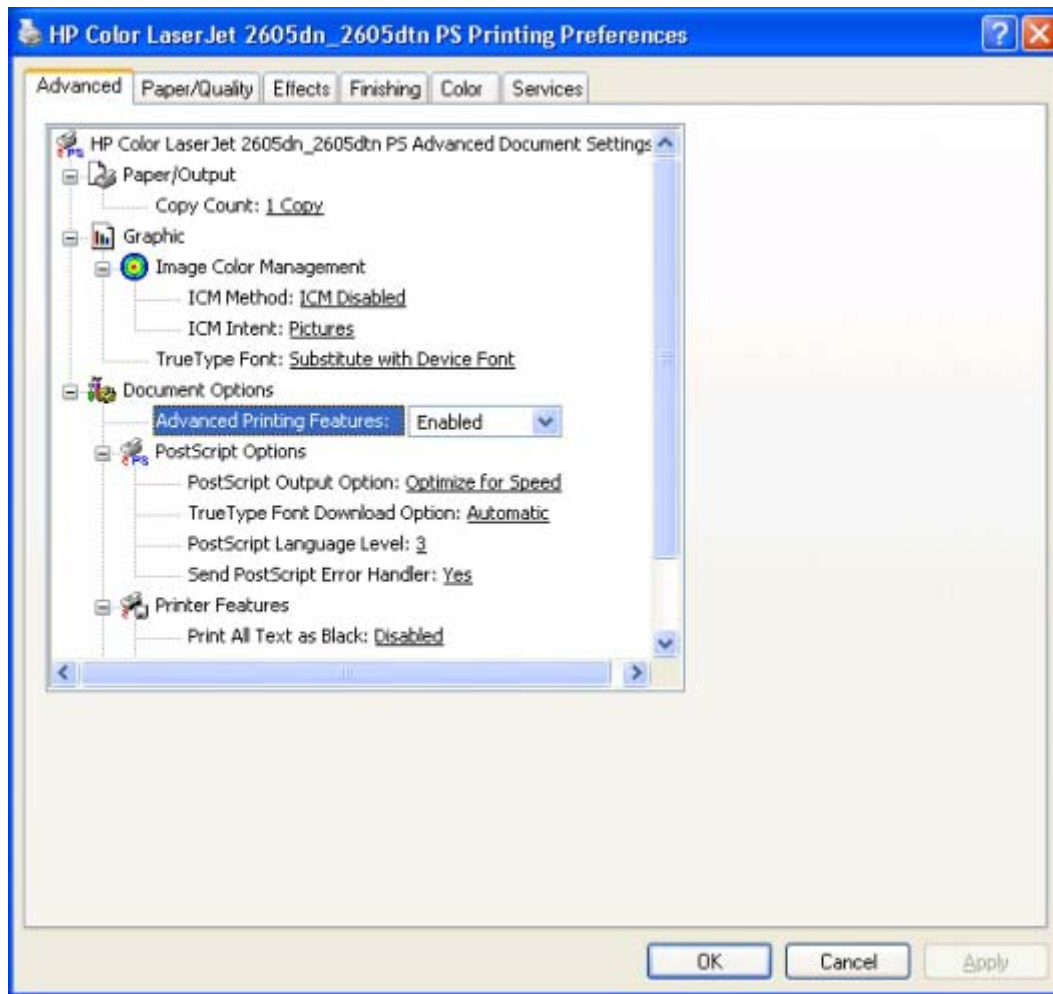 HP Color LaserJet 2605dn_2605dtn PS Printing Preferences
Advanced Paper/Quality Effects Finishing Color Services
HP Color LaserJet 2605dn_2605dtn PS Advanced Document Settings
Paper/Output
Copy Count: 1 Copy
Graphic
Image Color Management
ICM Method: ICM Disabled
ICM Intent: Pictures
TrueType Font: Substitute with Device Font
Document Options
Advanced Printing Features: Enabled
PostScript Options
PostScript Output Option: Optimize for Speed
TrueType Font Download Option: Automatic
PostScript Language Level: 3
Send PostScript Error Handler: Yes
Printer Features
Print All Text as Black: Disabled
OK Cancel Apply